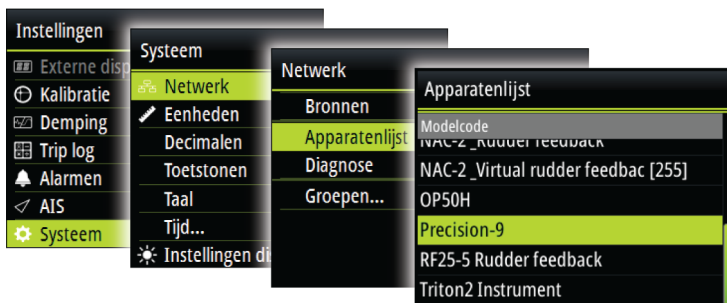 Instellingen
Externe disp
Kalibratie
Demping
Trip log
Alarmen
AIS
Systeem
Systeem
Netwerk
Eenheden
Decimalen
Toetstonen
Taal
Tijd...
Instellingen di
Netwerk
Bronnen
Apparatenlijst
Diagnose
Groepen...
Apparatenlijst
Modelcode
NAC-2 _Rudder feedback
NAC-2 _Virtual rudder feedbac [255]
OP50H
Precision-9
RF25-5 Rudder feedback
Triton2 Instrument